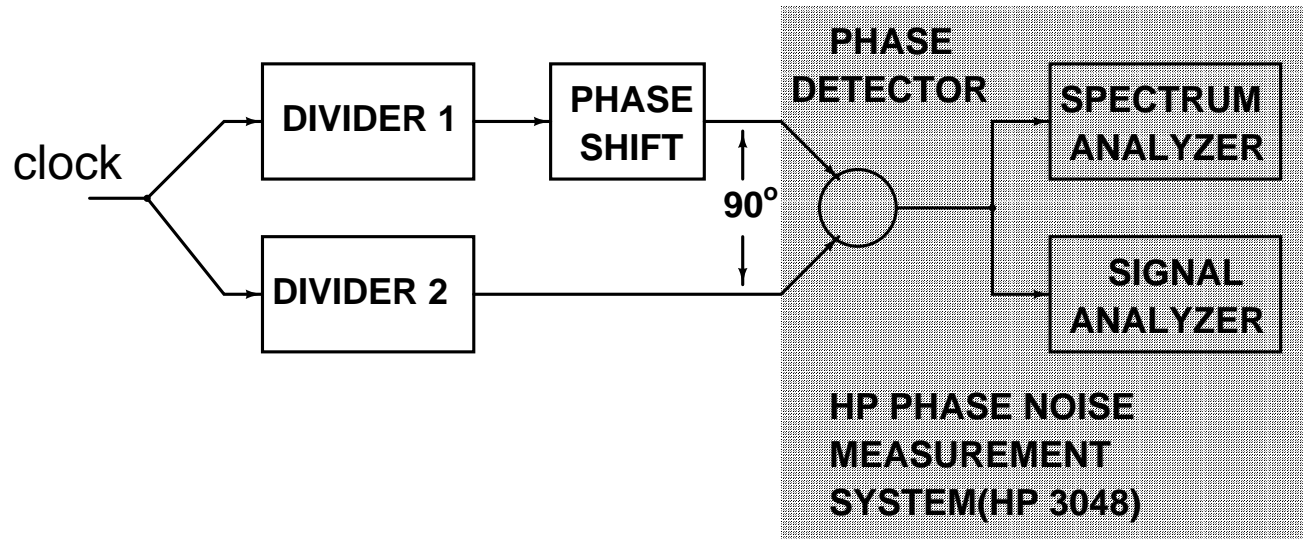 clock
DIVIDER 1
DIVIDER 2
PHASE
SHIFT
90°
PHASE
DETECTOR
SPECTRUM
ANALYZER
SIGNAL
ANALYZER
HP PHASE NOISE
MEASUREMENT
SYSTEM(HP 3048)